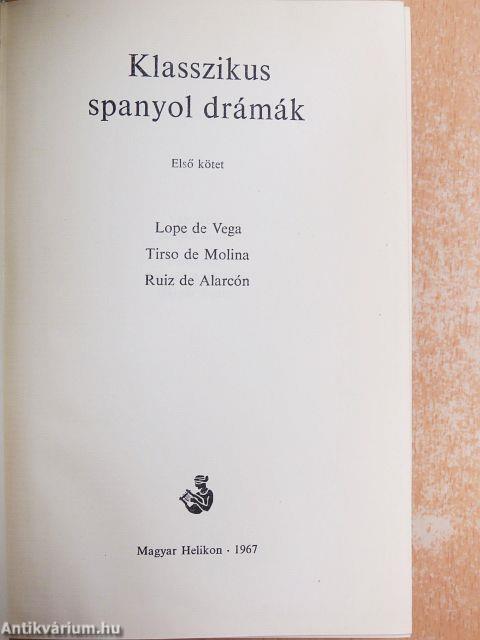 Klasszikus
spanyol drámák
Első kötet
Lope de Vega
Tirso de Molina
Ruiz de Alarcón
Magyar Helikon · 1967
Antikvárium.hu